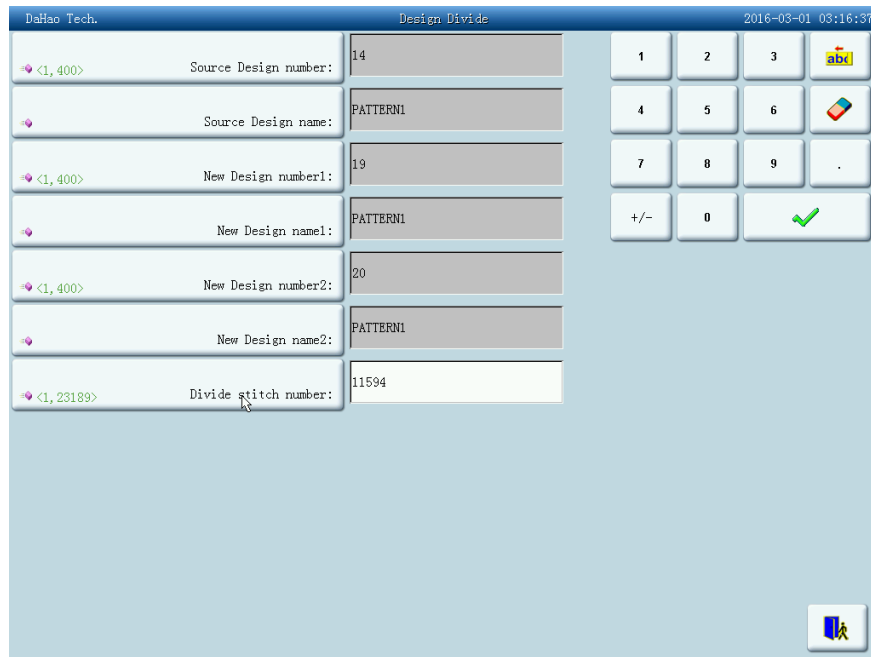 DaHao Tech. Design Divide 2016-03-01 03:16:37
<1,400> Source Design number: 14
Source Design name: PATTERN1
<1,400> New Design number1: 19
New Design name1: PATTERN1
<1,400> New Design number2: 20
New Design name2: PATTERN1
<1,23189> Divide stitch number: 11594
1 2 3 abc
4 5 6
7 8 9 .
+/- 0